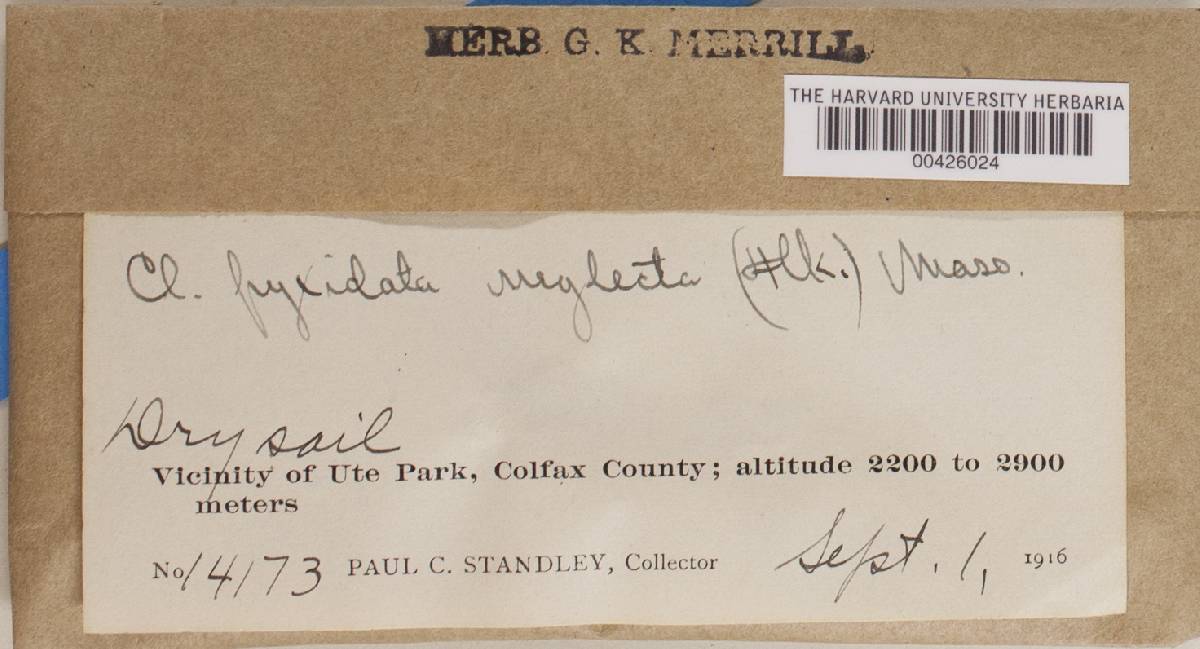 HERB. G. K. MERRILL
THE HARVARD UNIVERSITY HERBARIA
00426024
Cl. pyxidata neglecta (Flk.) Mass.
Dry soil
Vicinity of Ute Park, Colfax County; altitude 2200 to 2900
meters
No 14173 PAUL C. STANDLEY, Collector Sept. 1, 1916